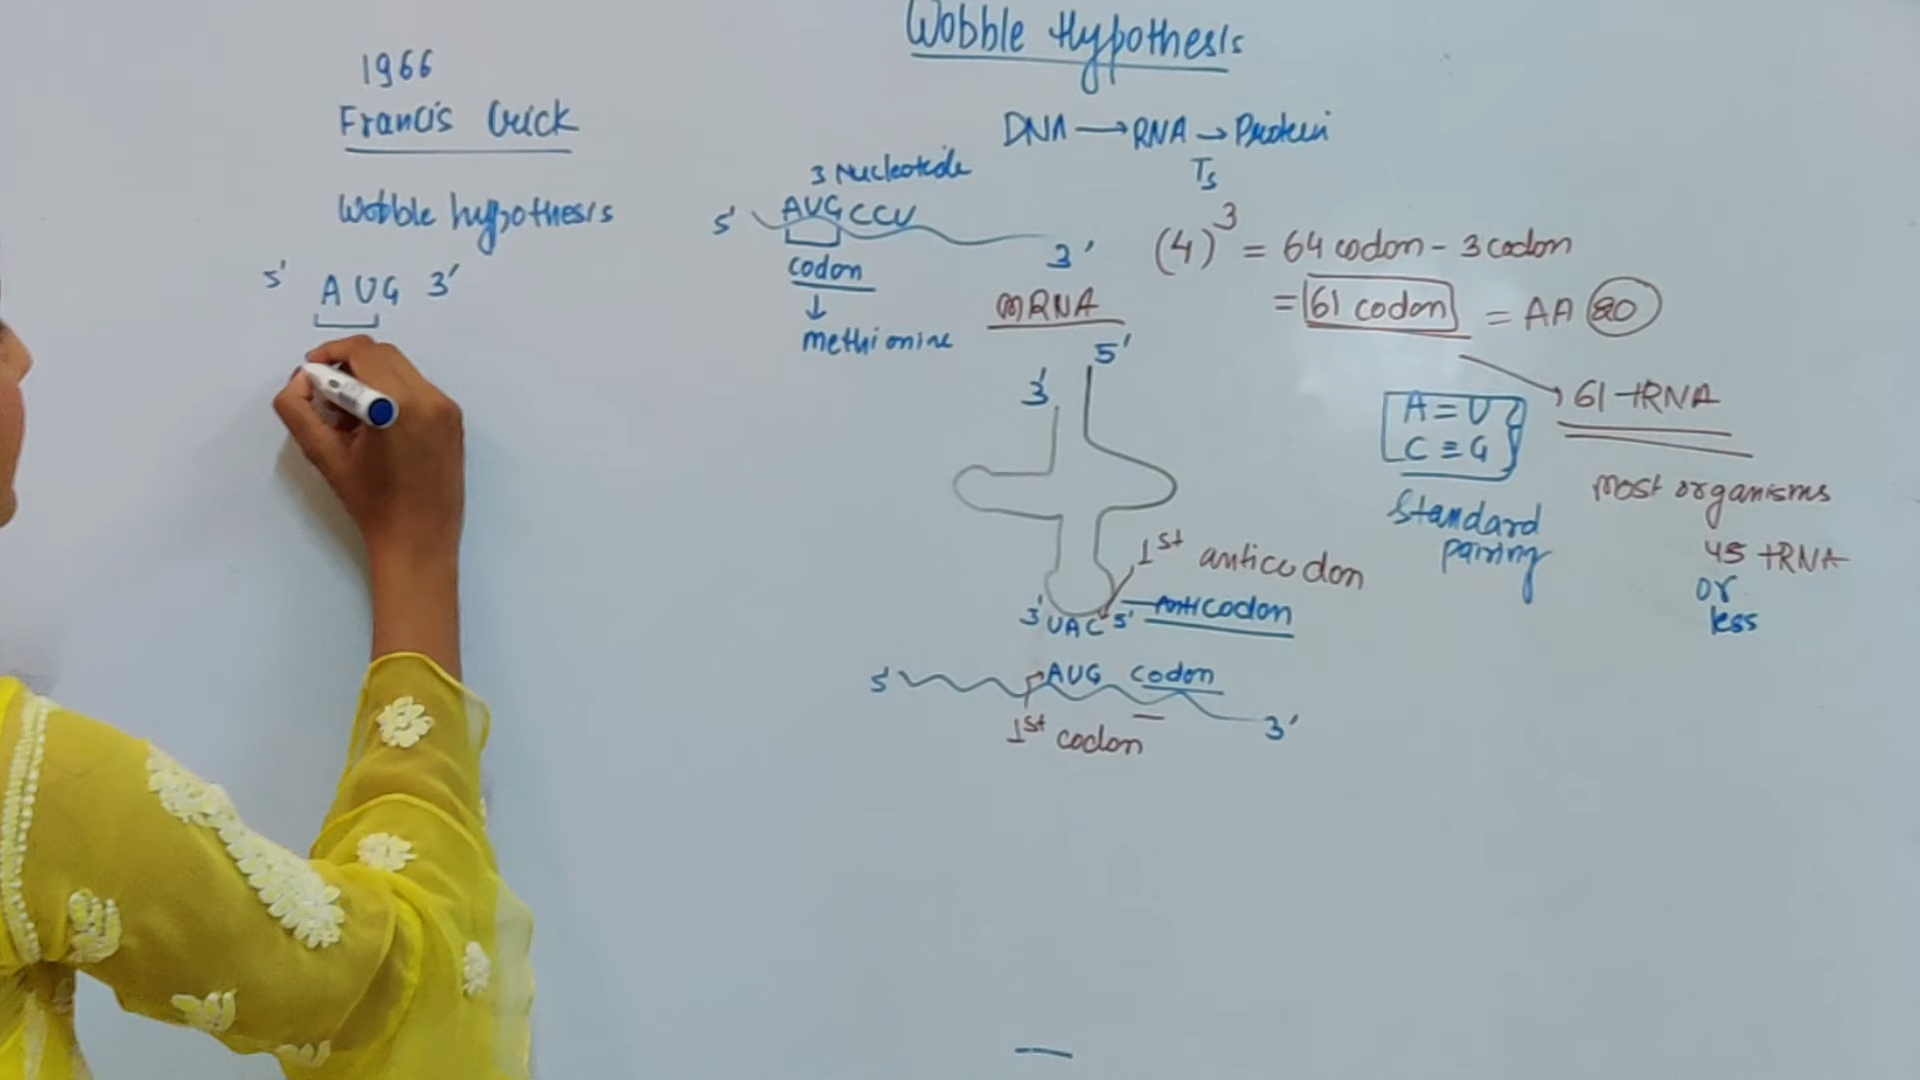 Wobble Hypothesis
1966
Francis Crick
Wobble hypothesis
5' AUG 3'
DNA → RNA → Protein
Ts
3 Nucleotide
5' AUGCCU 3'
codon
↓
methionine
mRNA
(4)³ = 64 codon - 3 codon
= 61 codon = AA 20
→ 61 tRNA
A = U
C ≡ G
Standard
pairing
most organisms
45 tRNA
or
less
3' 5'
1st anticodon
3' UAC 5' Anticodon
5' AUG codon 3'
1st codon